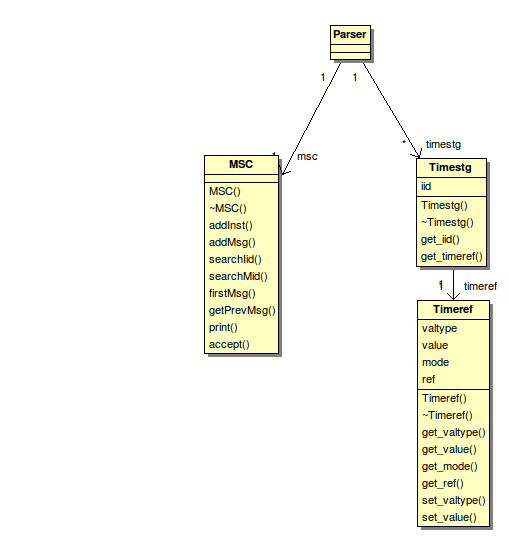 Parser
1 1
* timestg
msc
MSC
MSC()
~MSC()
addInst()
addMsg()
searchIid()
searchMid()
firstMsg()
getPrevMsg()
print()
accept()
Timestg
iid
Timestg()
~Timestg()
get_iid()
get_timeref()
1 timeref
Timeref
valtype
value
mode
ref
Timeref()
~Timeref()
get_valtype()
get_value()
get_mode()
get_ref()
set_valtype()
set_value()